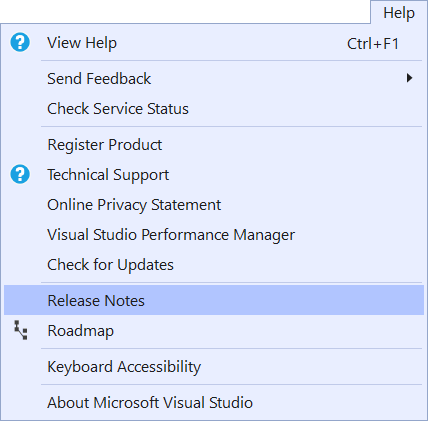 Help
View Help Ctrl+F1
Send Feedback
Check Service Status
Register Product
Technical Support
Online Privacy Statement
Visual Studio Performance Manager
Check for Updates
Release Notes
Roadmap
Keyboard Accessibility
About Microsoft Visual Studio